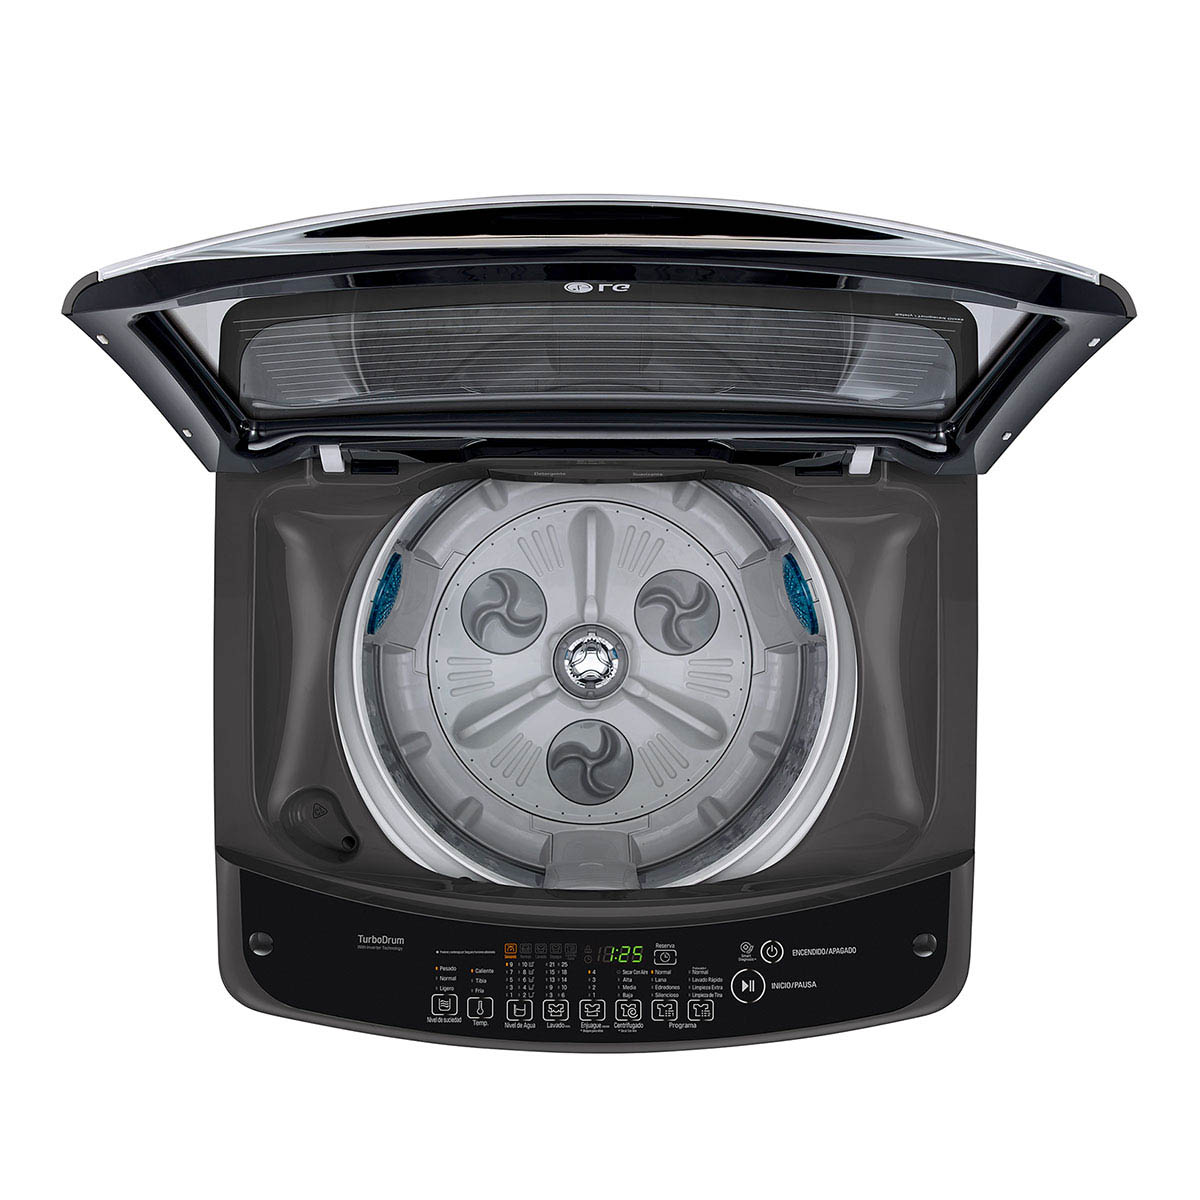 LG
Detergente
Suavizante
TurboDrum
With Inverter Technology
1:25
Reserva
Smart Diagnosis
ENCENDIDO/APAGADO
INICIO/PAUSA
Pesado
Normal
Ligero
Nivel de suciedad
Caliente
Tibia
Fría
Temp.
9 10
7 8
5 6
3 4
1 2
Nivel de Agua
21 25
15 18
12 14
9 10
3 6
Lavado
4
3
2
1
Enjuague
Secar Con Aire
Alta
Media
Baja
Centrifugado
Normal
Lana
Edredones
Silencioso
Normal
Lavado Rápido
Limpieza Extra
Limpieza de Tina
Programa